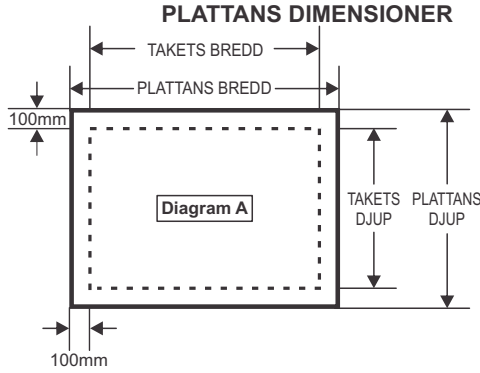 PLATTANS DIMENSIONER
TAKETS BREDD
PLATTANS BREDD
100mm
Diagram A
TAKETS
DJUP
PLATTANS
DJUP
100mm